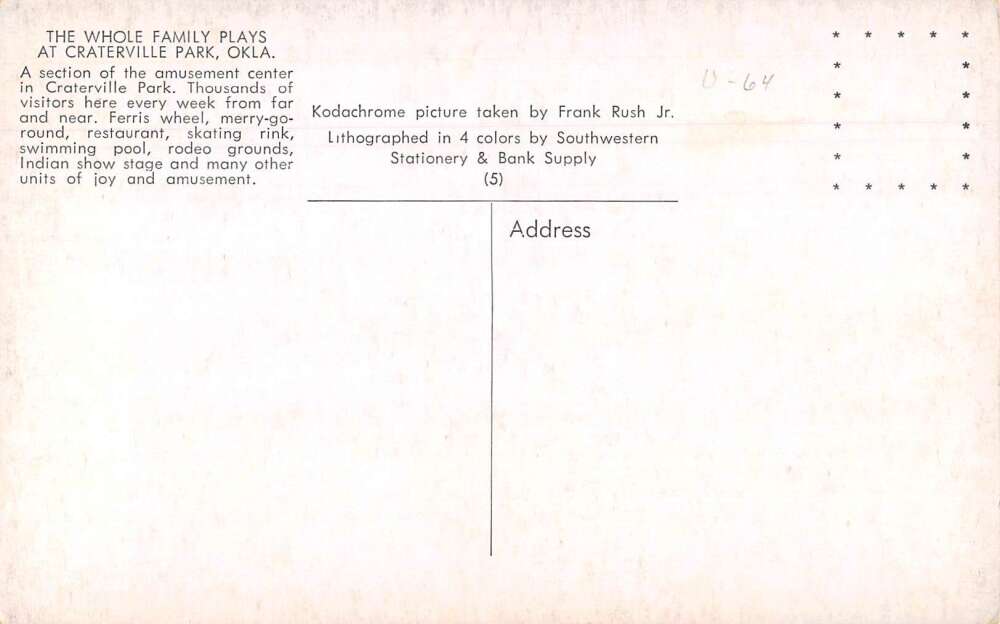 THE WHOLE FAMILY PLAYS
AT CRATERVILLE PARK, OKLA.
A section of the amusement center
in Craterville Park. Thousands of
visitors here every week from far
and near. Ferris wheel, merry-go-
round, restaurant, skating rink,
swimming pool, rodeo grounds,
Indian show stage and many other
units of joy and amusement.
Kodachrome picture taken by Frank Rush Jr.
Lithographed in 4 colors by Southwestern
Stationery & Bank Supply
(5)
U-64
Address